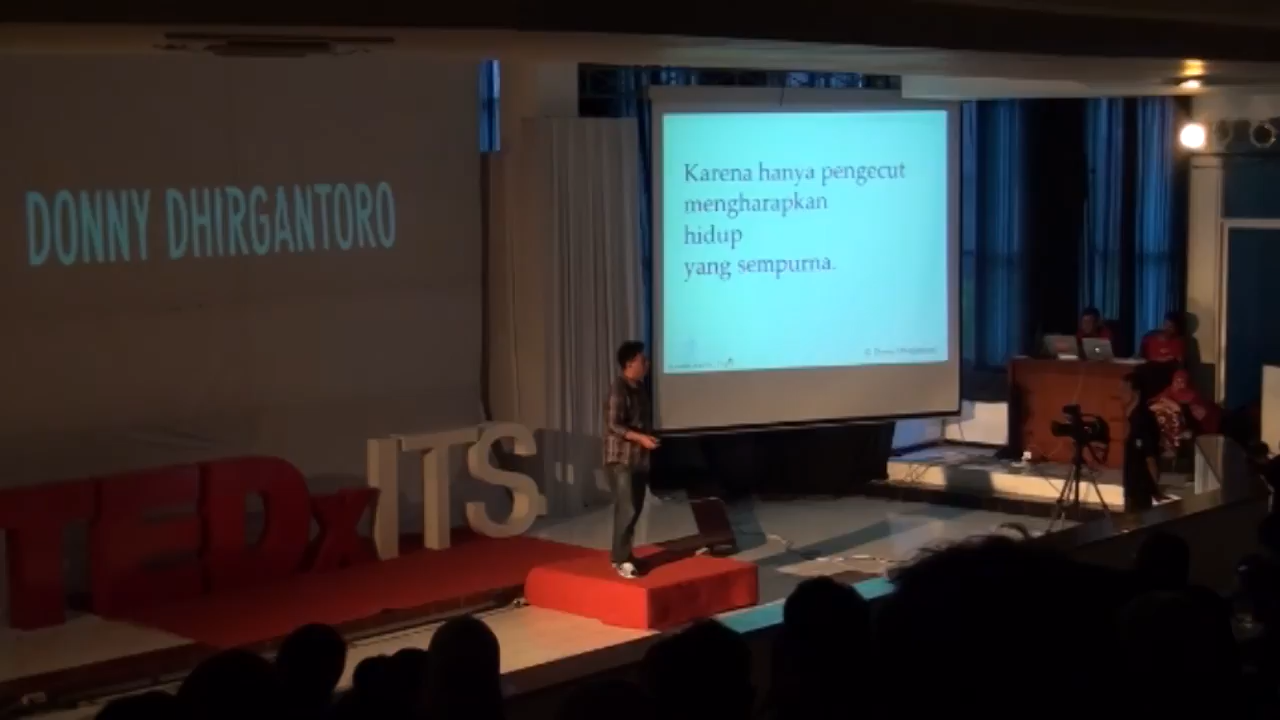 DONNY DHIRGANTORO
Karena hanya pengecut
mengharapkan
hidup
yang sempurna.
TEDxITS